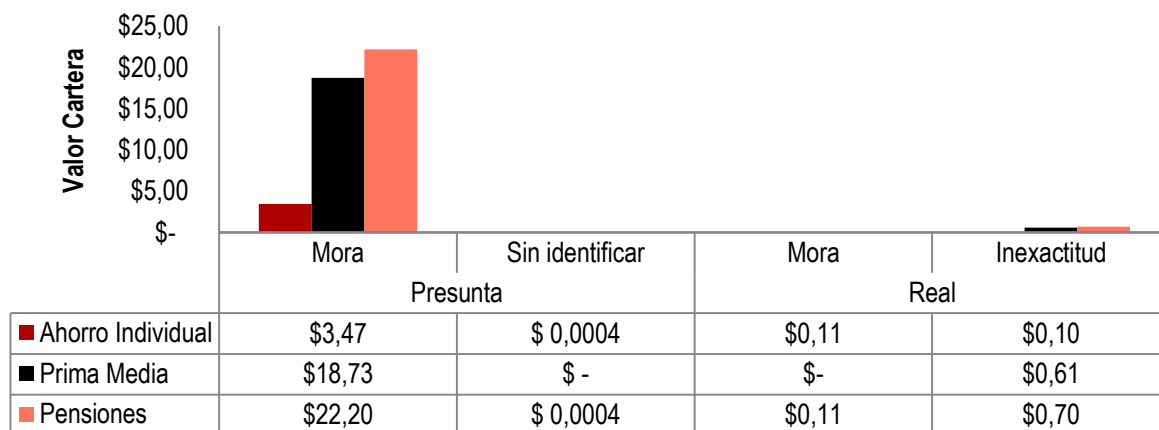 Valor Cartera
$25,00
$20,00
$15,00
$10,00
$5,00
$-
Mora Sin identificar Mora Inexactitud
Presunta Real
Ahorro Individual $3,47 $ 0,0004 $0,11 $0,10
Prima Media $18,73 $ - $- $0,61
Pensiones $22,20 $ 0,0004 $0,11 $0,70